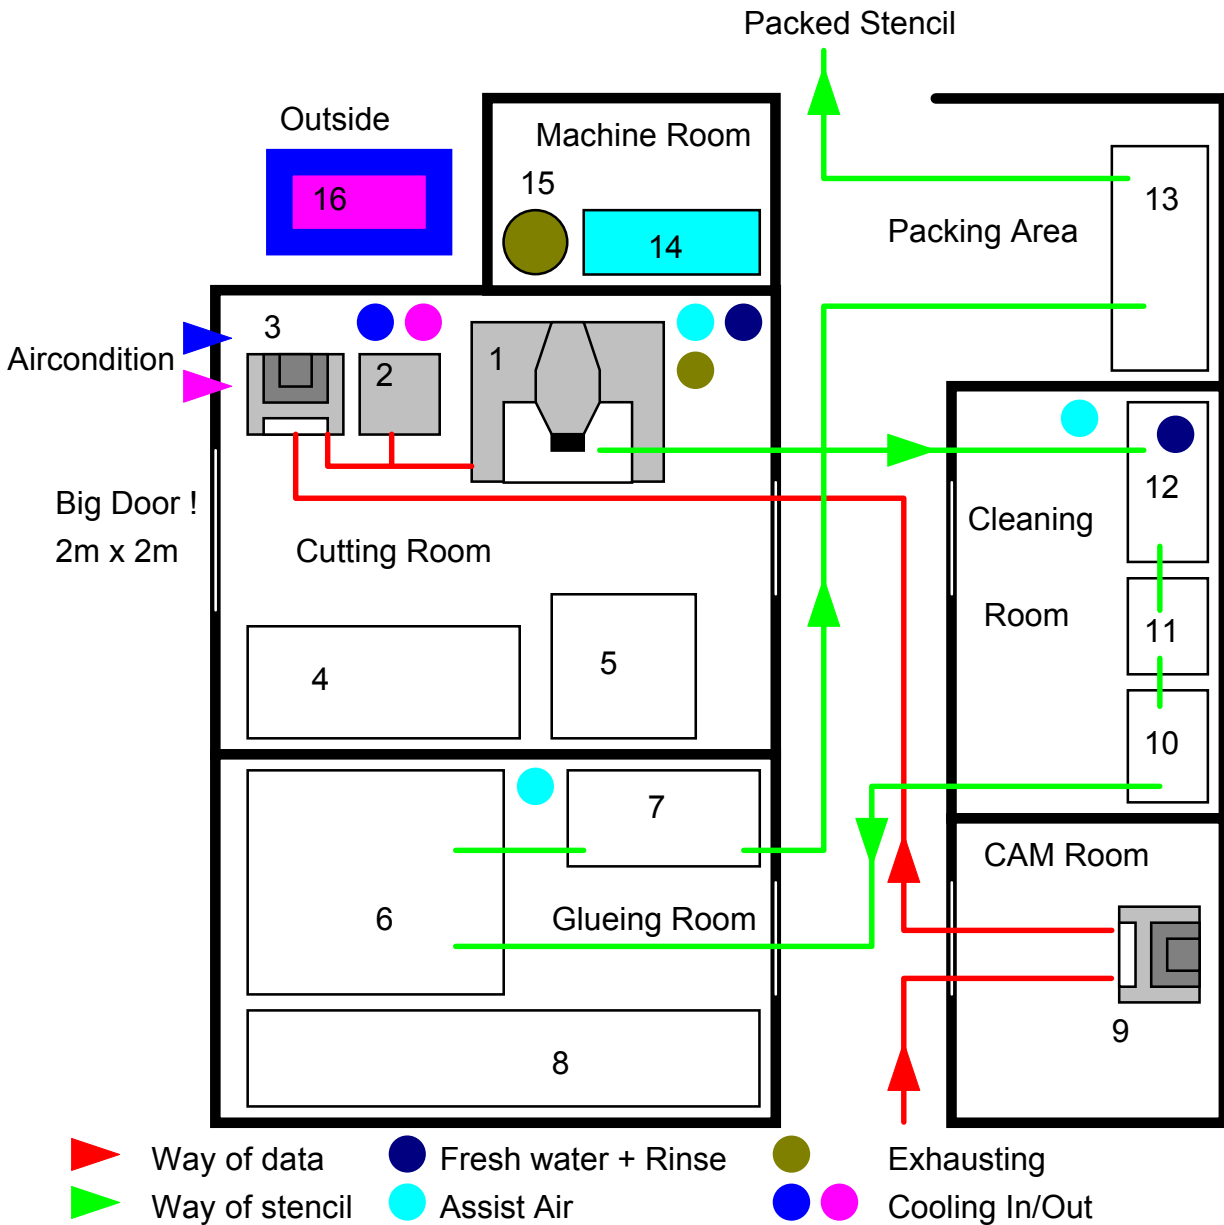 Packed Stencil
Outside
Machine Room
15
16
13
14
Packing Area
3
Aircondition
2
1
12
Big Door !
2m x 2m
Cutting Room
Cleaning
Room
11
4
5
10
7
CAM Room
6
Glueing Room
9
8
Way of data
Fresh water + Rinse
Exhausting
Way of stencil
Assist Air
Cooling In/Out